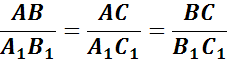 AB/A₁B₁ = AC/A₁C₁ = BC/B₁C₁